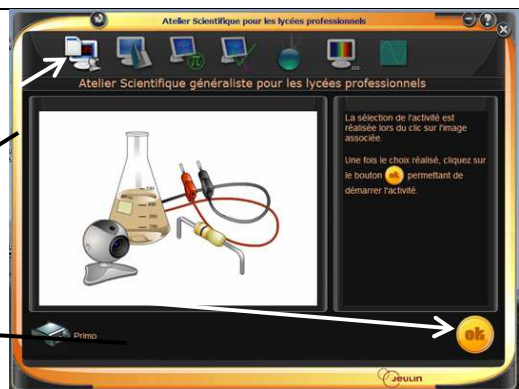 Atelier Scientifique pour les lycées professionnels
Atelier Scientifique généraliste pour les lycées professionnels
La sélection de l'activité est
réalisée lors du clic sur l'image
associée.
Une fois le choix réalisé, cliquez sur
le bouton ok permettant de
démarrer l'activité.
Primo
ok
Jeulin